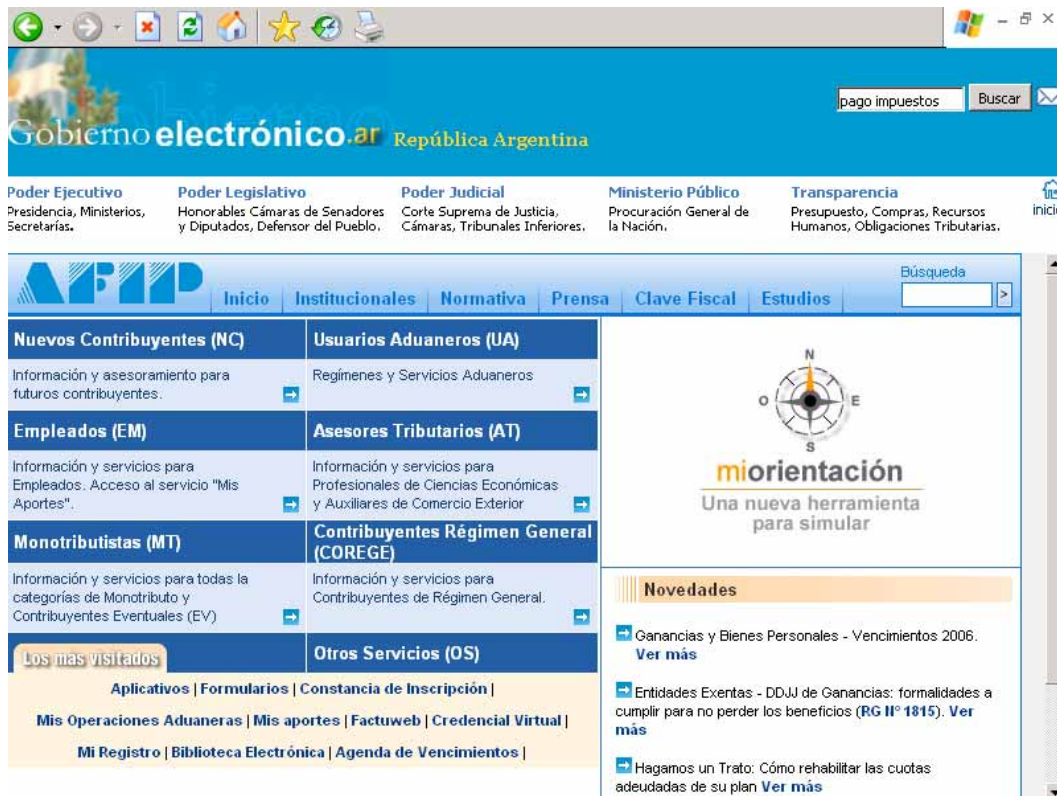 pago impuestos
Buscar
Gobierno electrónico.ar República Argentina
Poder Ejecutivo
Presidencia, Ministerios,
Secretarías.
Poder Legislativo
Honorables Cámaras de Senadores
y Diputados, Defensor del Pueblo.
Poder Judicial
Corte Suprema de Justicia,
Cámaras, Tribunales Inferiores.
Ministerio Público
Procuración General de
la Nación.
Transparencia
Presupuesto, Compras, Recursos
Humanos, Obligaciones Tributarias.
inicio
AFIP
Inicio | Institucionales | Normativa | Prensa | Clave Fiscal | Estudios
Búsqueda
>
Nuevos Contribuyentes (NC)
Información y asesoramiento para
futuros contribuyentes.
Usuarios Aduaneros (UA)
Regímenes y Servicios Aduaneros
Empleados (EM)
Información y servicios para
Empleados. Acceso al servicio "Mis
Aportes".
Asesores Tributarios (AT)
Información y servicios para
Profesionales de Ciencias Económicas
y Auxiliares de Comercio Exterior
Monotributistas (MT)
Información y servicios para todas la
categorías de Monotributo y
Contribuyentes Eventuales (EV)
Contribuyentes Régimen General
(COREGE)
Información y servicios para
Contribuyentes de Régimen General.
Los mas visitados
Otros Servicios (OS)
Aplicativos | Formularios | Constancia de Inscripción |
Mis Operaciones Aduaneras | Mis aportes | Factuweb | Credencial Virtual |
Mi Registro | Biblioteca Electrónica | Agenda de Vencimientos |
N
O
E
S
miorientación
Una nueva herramienta
para simular
Novedades
Ganancias y Bienes Personales - Vencimientos 2006.
Ver más
Entidades Exentas - DDJJ de Ganancias: formalidades a
cumplir para no perder los beneficios (RG Nº 1815). Ver
más
Hagamos un Trato: Cómo rehabilitar las cuotas
adeudadas de su plan Ver más